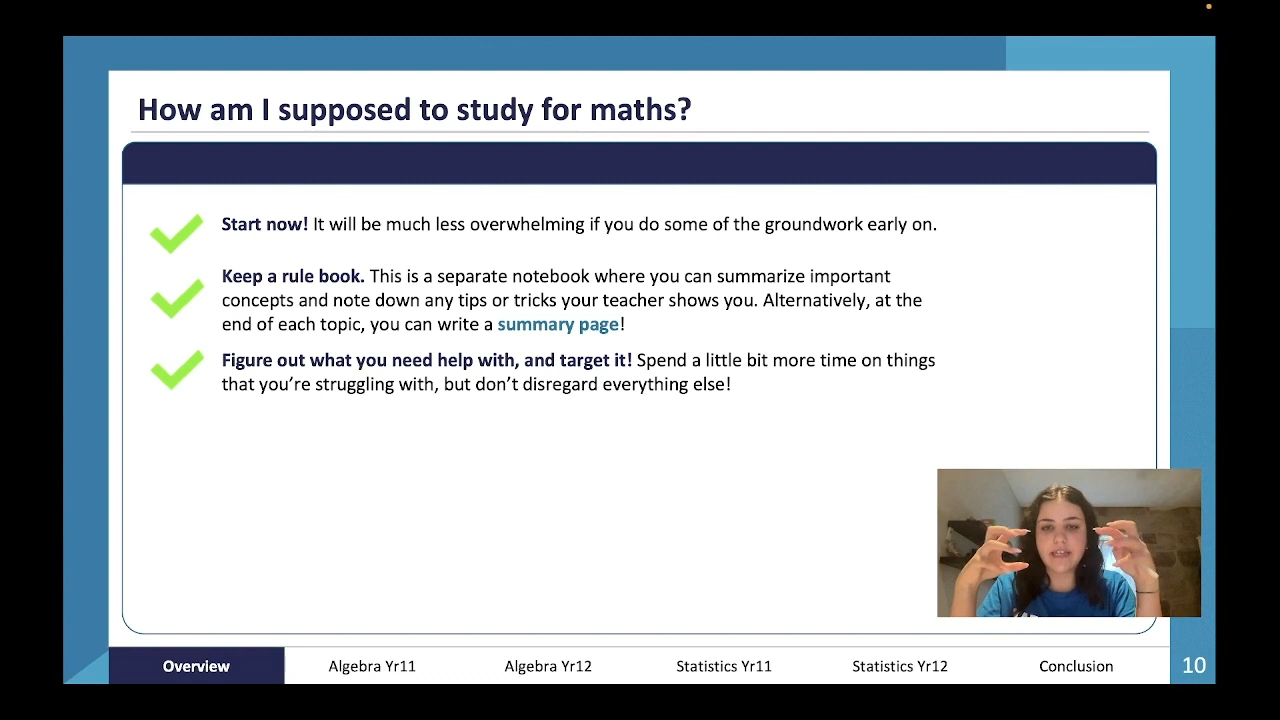 How am I supposed to study for maths?
Start now! It will be much less overwhelming if you do some of the groundwork early on.
Keep a rule book. This is a separate notebook where you can summarize important
concepts and note down any tips or tricks your teacher shows you. Alternatively, at the
end of each topic, you can write a summary page!
Figure out what you need help with, and target it! Spend a little bit more time on things
that you’re struggling with, but don’t disregard everything else!
Overview
Algebra Yr11
Algebra Yr12
Statistics Yr11
Statistics Yr12
Conclusion
10